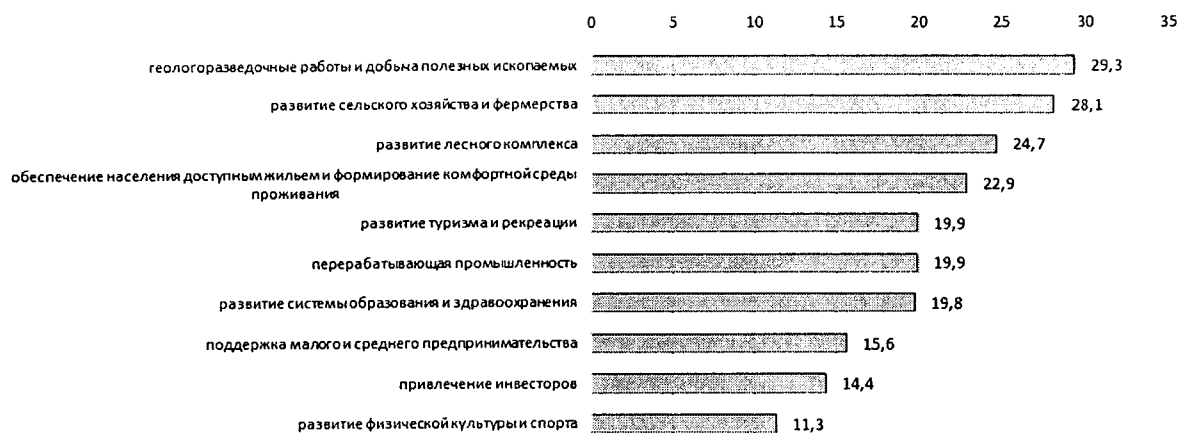 0 5 10 15 20 25 30 35
геологоразведочные работы и добыча полезных ископаемых 29,3
развитие сельского хозяйства и фермерства 28,1
развитие лесного комплекса 24,7
обеспечение населения доступным жильем и формирование комфортной среды
проживания 22,9
развитие туризма и рекреации 19,9
перерабатывающая промышленность 19,9
развитие системы образования и здравоохранения 19,8
поддержка малого и среднего предпринимательства 15,6
привлечение инвесторов 14,4
развитие физической культуры и спорта 11,3